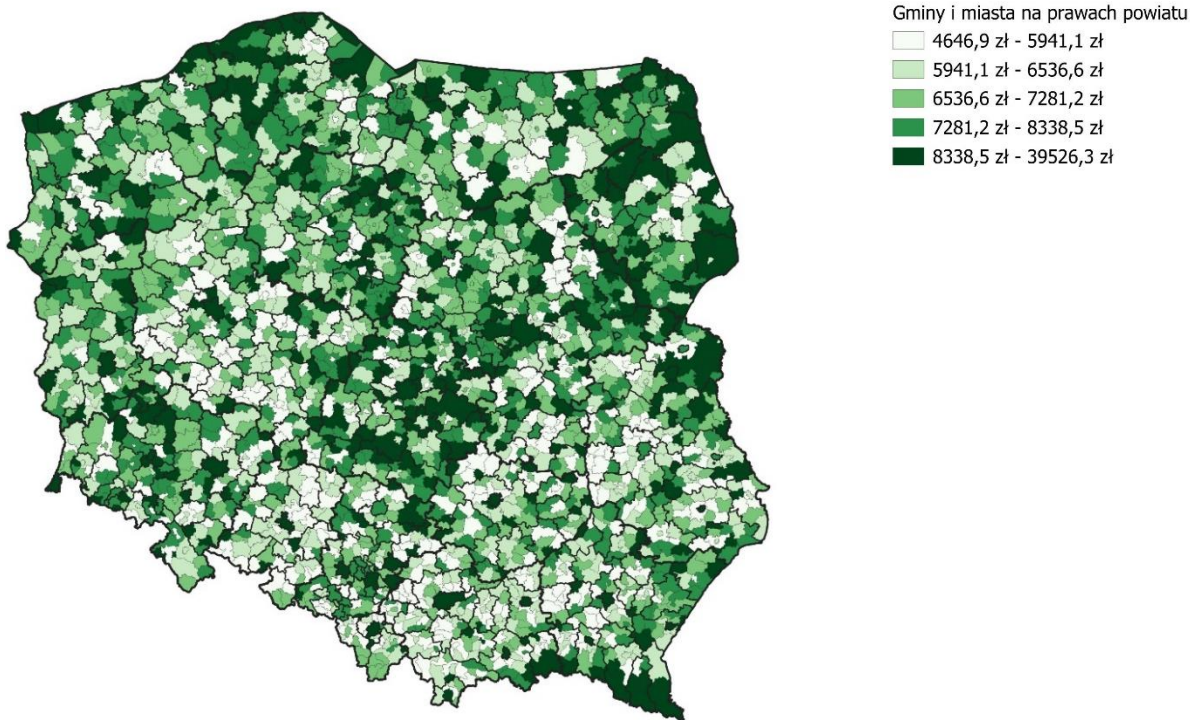 Gminy i miasta na prawach powiatu
4646,9 zł - 5941,1 zł
5941,1 zł - 6536,6 zł
6536,6 zł - 7281,2 zł
7281,2 zł - 8338,5 zł
8338,5 zł - 39526,3 zł